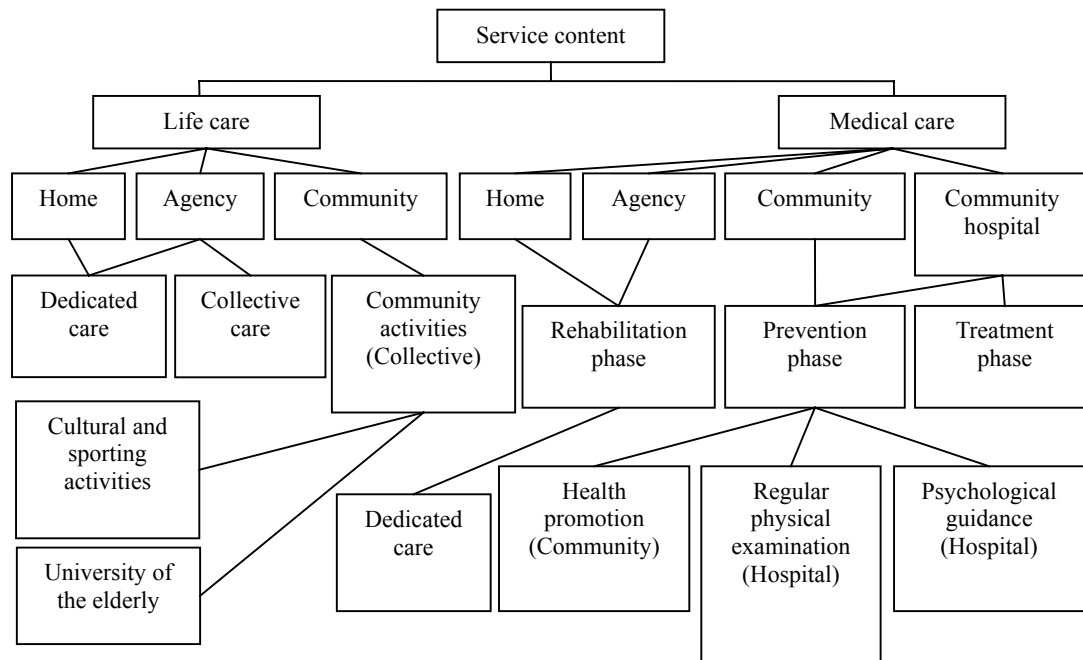 Service content
Life care
Medical care
Home
Agency
Community
Home
Agency
Community
Community
hospital
Dedicated
care
Collective
care
Community
activities
(Collective)
Rehabilitation
phase
Prevention
phase
Treatment
phase
Cultural and
sporting
activities
University of
the elderly
Dedicated
care
Health
promotion
(Community)
Regular
physical
examination
(Hospital)
Psychological
guidance
(Hospital)